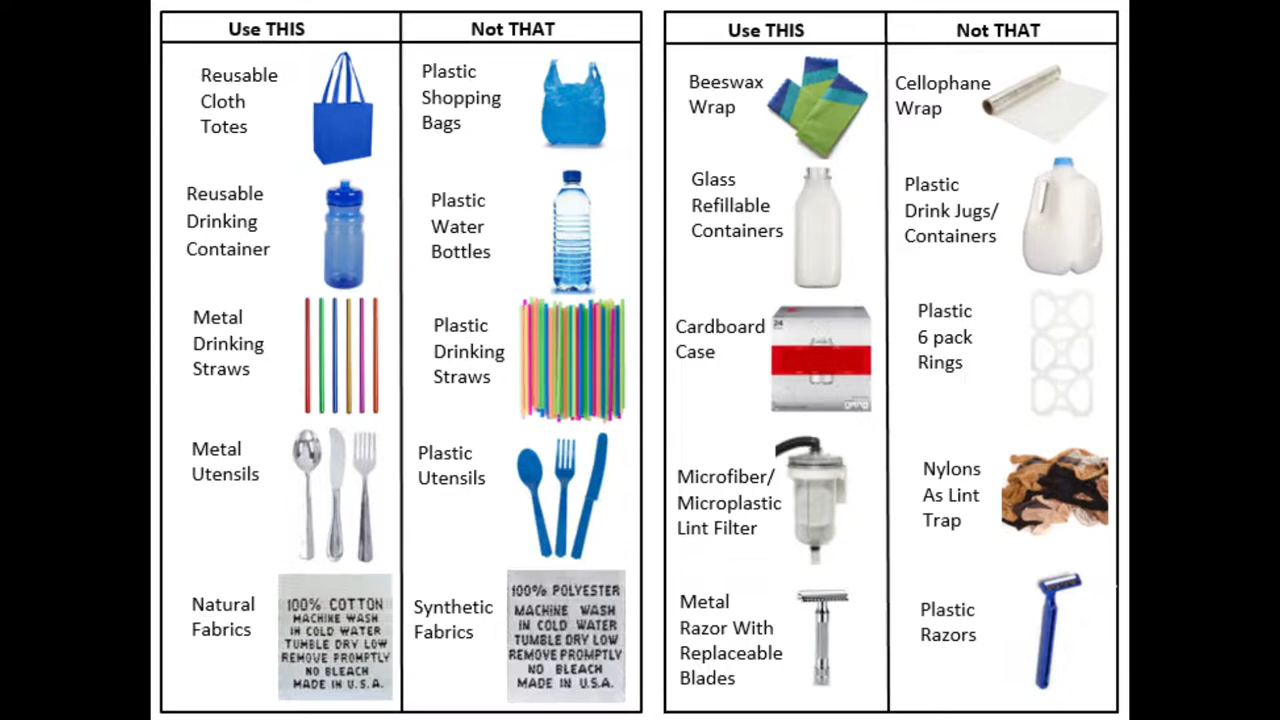 Use THIS
Not THAT
Reusable
Cloth
Totes
Plastic
Shopping
Bags
Reusable
Drinking
Container
Plastic
Water
Bottles
Metal
Drinking
Straws
Plastic
Drinking
Straws
Metal
Utensils
Plastic
Utensils
Natural
Fabrics
100% COTTON
MACHINE WASH
IN COLD WATER
TUMBLE DRY LOW
REMOVE PROMPTLY
NO BLEACH
MADE IN U.S.A.
Synthetic
Fabrics
100% POLYESTER
MACHINE WASH
IN COLD WATER
TUMBLE DRY LOW
REMOVE PROMPTLY
NO BLEACH
MADE IN U.S.A.
Use THIS
Not THAT
Beeswax
Wrap
Cellophane
Wrap
Glass
Refillable
Containers
Plastic
Drink Jugs/
Containers
Cardboard
Case
24
Plastic
6 pack
Rings
Microfiber/
Microplastic
Lint Filter
Nylons
As Lint
Trap
Metal
Razor With
Replaceable
Blades
Plastic
Razors